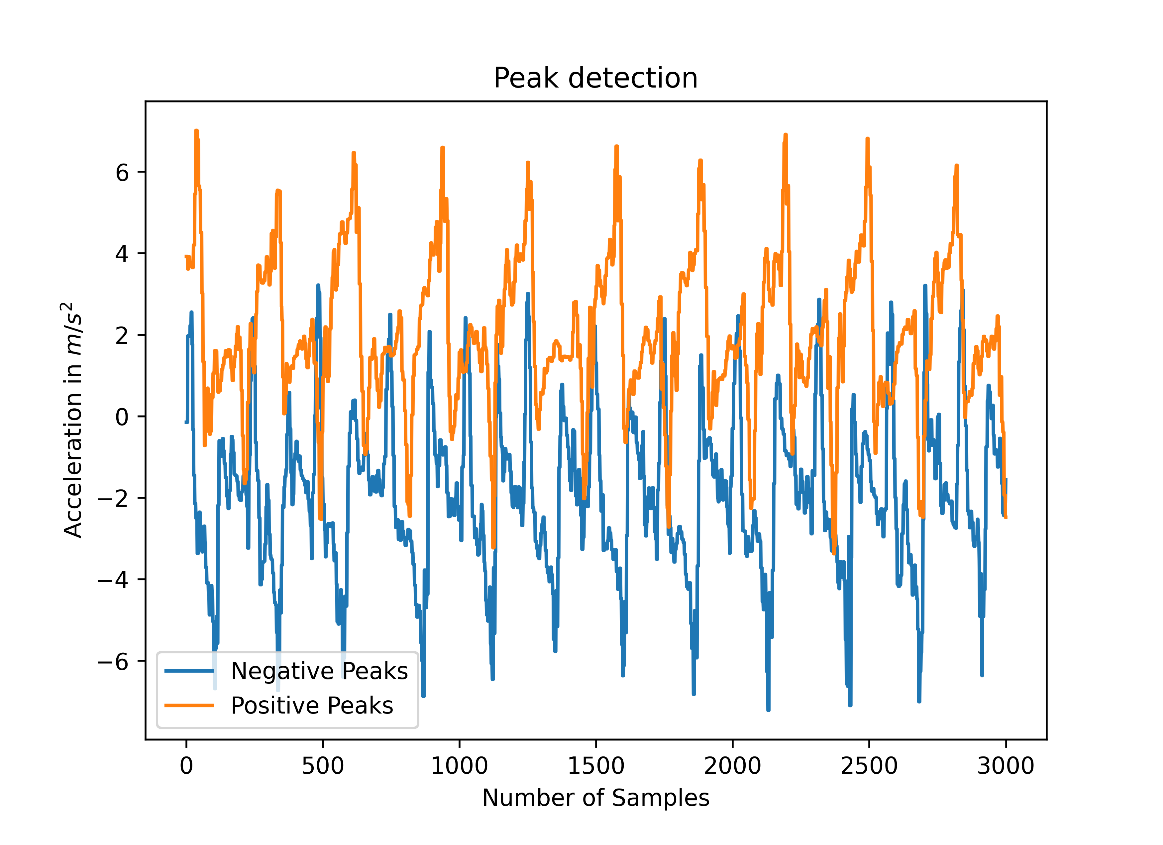 Peak detection
Acceleration in m/s²
6
4
2
0
−2
−4
−6
Negative Peaks
Positive Peaks
0 500 1000 1500 2000 2500 3000
Number of Samples